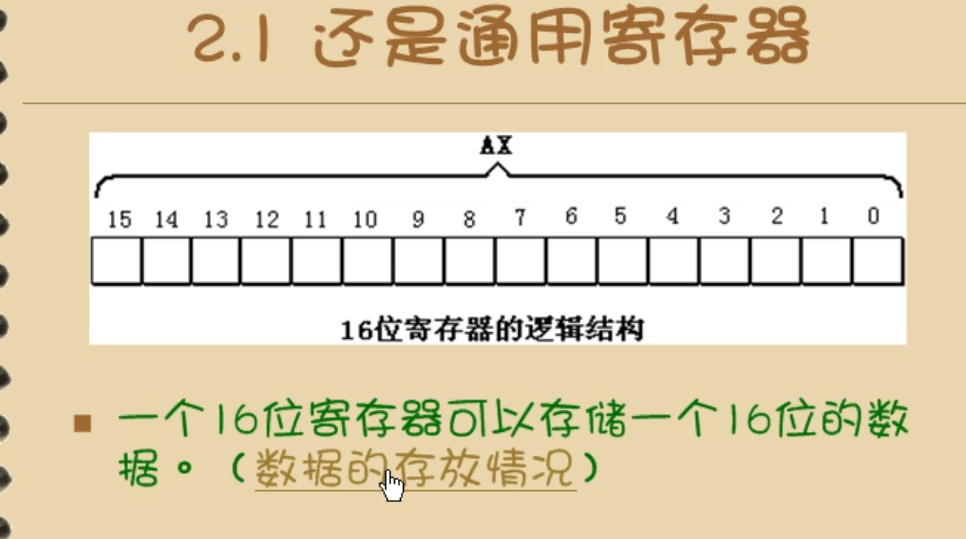 2.1 还是通用寄存器
AX
15 14 13 12 11 10 9 8 7 6 5 4 3 2 1 0
16位寄存器的逻辑结构
一个16位寄存器可以存储一个16位的数
据。（数据的存放情况）